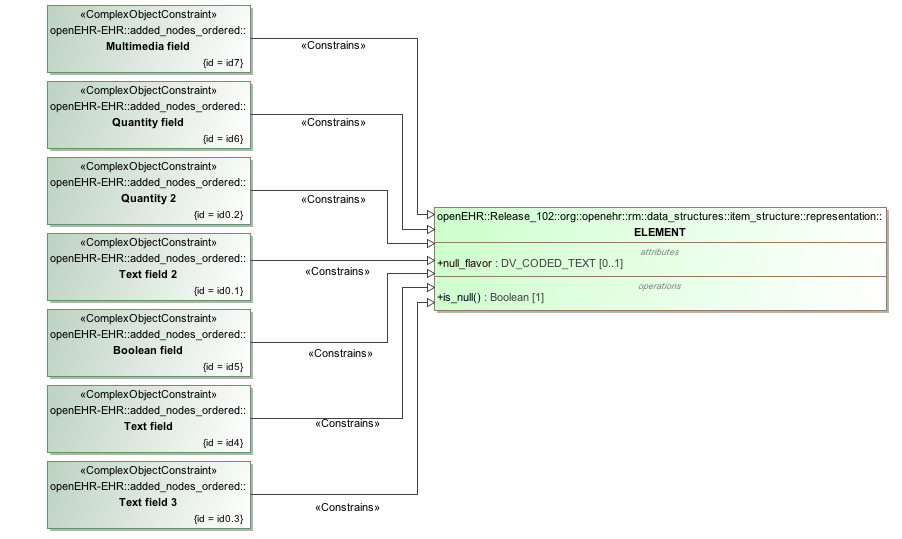 «ComplexObjectConstraint»
openEHR-EHR::added_nodes_ordered::
Multimedia field
{id = id7}
«Constrains»
«ComplexObjectConstraint»
openEHR-EHR::added_nodes_ordered::
Quantity field
{id = id6}
«Constrains»
«ComplexObjectConstraint»
openEHR-EHR::added_nodes_ordered::
Quantity 2
{id = id0.2}
«Constrains»
«ComplexObjectConstraint»
openEHR-EHR::added_nodes_ordered::
Text field 2
{id = id0.1}
«Constrains»
«ComplexObjectConstraint»
openEHR-EHR::added_nodes_ordered::
Boolean field
{id = id5}
«Constrains»
«ComplexObjectConstraint»
openEHR-EHR::added_nodes_ordered::
Text field
{id = id4}
«Constrains»
«ComplexObjectConstraint»
openEHR-EHR::added_nodes_ordered::
Text field 3
{id = id0.3}
«Constrains»
openEHR::Release_102::org::openehr::rm::data_structures::item_structure::representation::
ELEMENT
attributes
+null_flavor : DV_CODED_TEXT [0..1]
operations
+is_null() : Boolean [1]